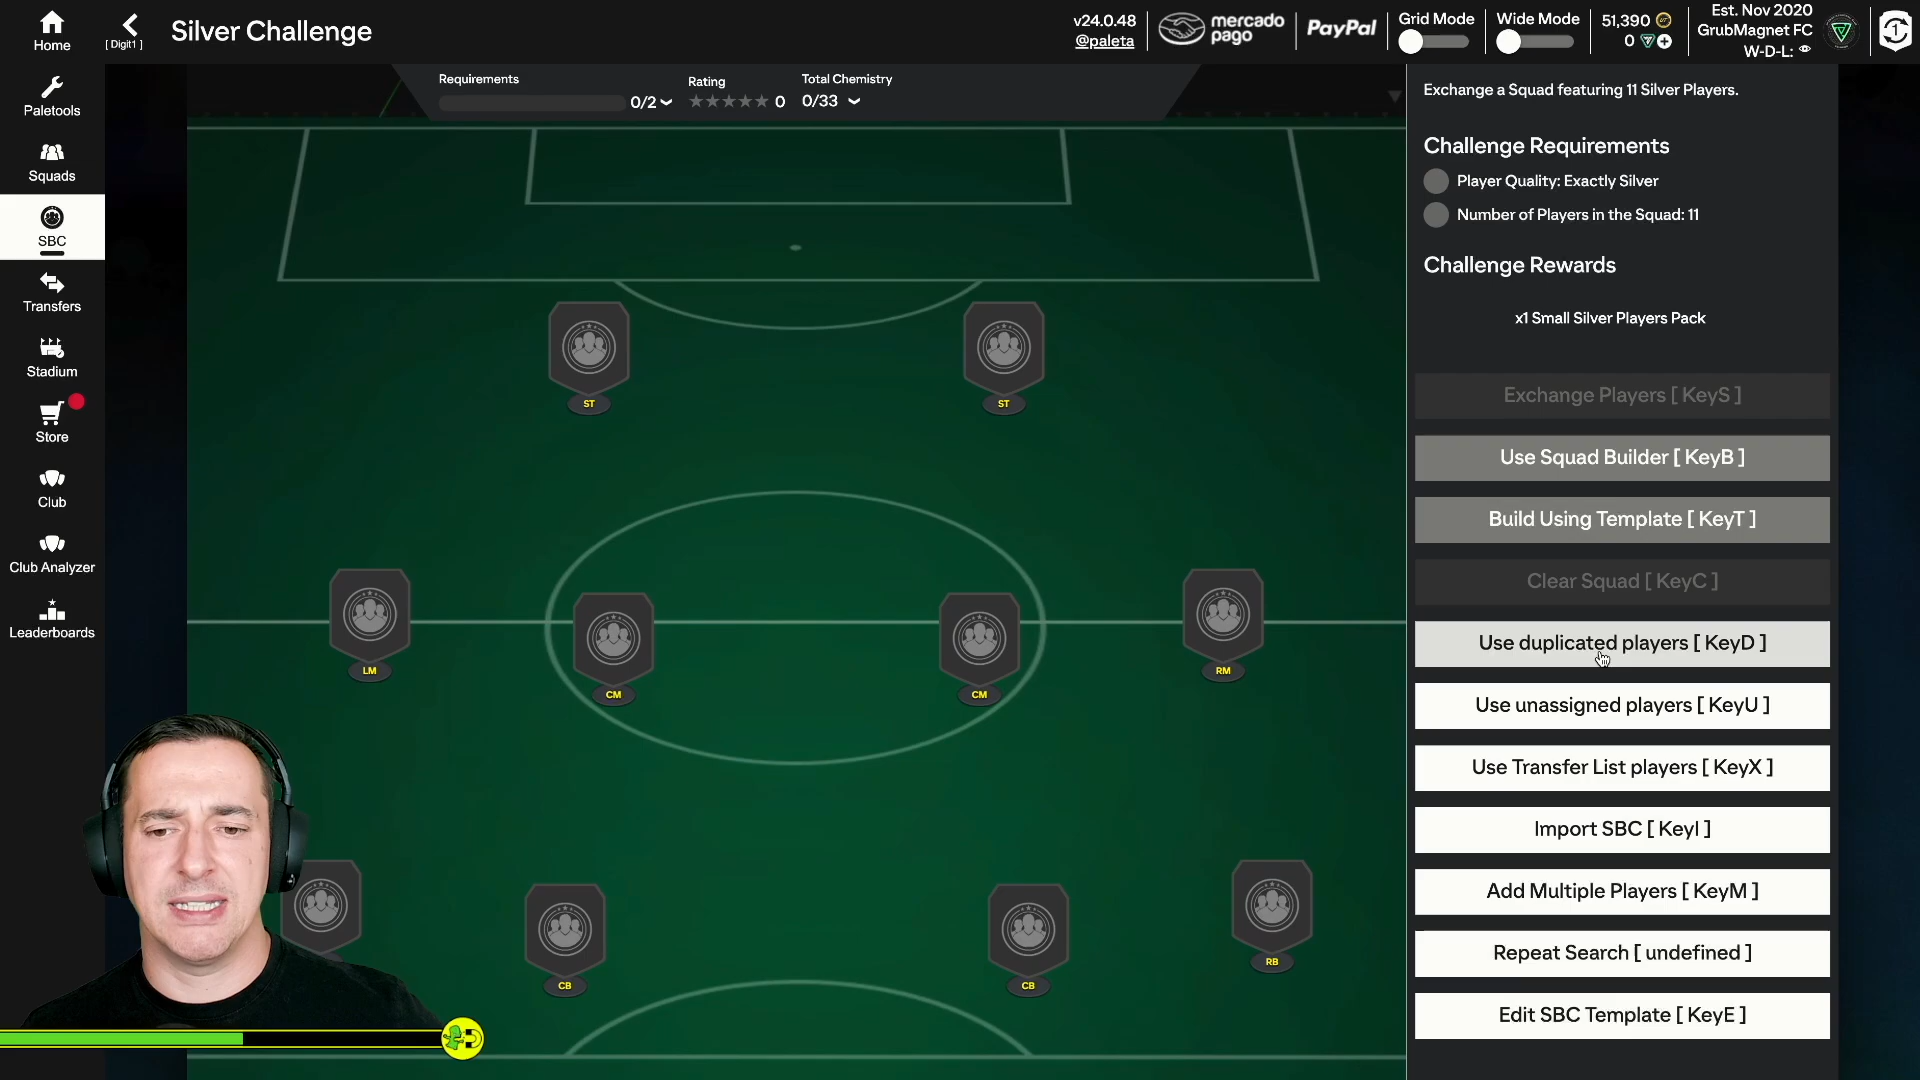 Home
[ Digit1 ]
Silver Challenge
v24.0.48
@paleta
mercado
pago
PayPal
Grid Mode
Wide Mode
51,390
0
Est. Nov 2020
GrubMagnet FC
W-D-L:
1
Paletools
Squads
SBC
Transfers
Stadium
Store
Club
Club Analyzer
Leaderboards
Requirements
0/2
Rating
0
Total Chemistry
0/33
ST
ST
LM
CM
CM
RM
CB
CB
RB
Exchange a Squad featuring 11 Silver Players.
Challenge Requirements
Player Quality: Exactly Silver
Number of Players in the Squad: 11
Challenge Rewards
x1 Small Silver Players Pack
Exchange Players [ KeyS ]
Use Squad Builder [ KeyB ]
Build Using Template [ KeyT ]
Clear Squad [ KeyC ]
Use duplicated players [ KeyD ]
Use unassigned players [ KeyU ]
Use Transfer List players [ KeyX ]
Import SBC [ KeyI ]
Add Multiple Players [ KeyM ]
Repeat Search [ undefined ]
Edit SBC Template [ KeyE ]